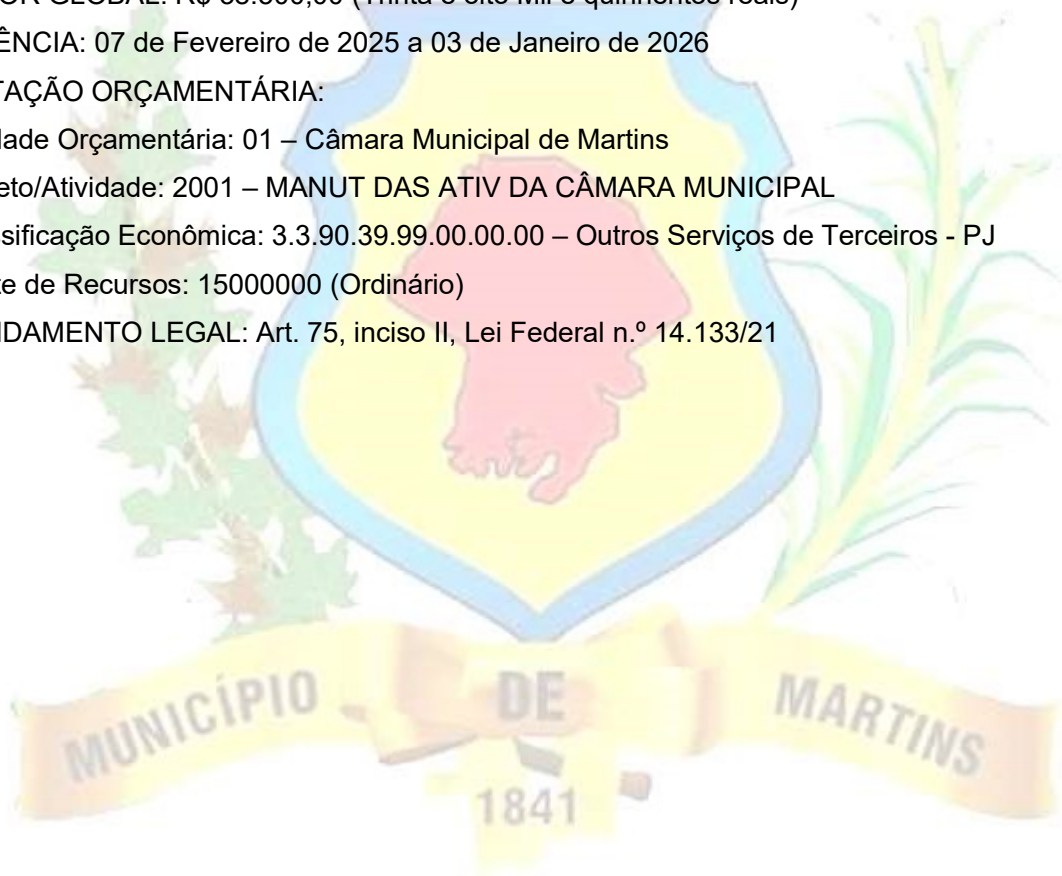 OR GLOBAL: R$ 38.500,00 (Trinta e oito Mil e quinhentos reais)
ÊNCIA: 07 de Fevereiro de 2025 a 03 de Janeiro de 2026
TAÇÃO ORÇAMENTÁRIA:
dade Orçamentária: 01 – Câmara Municipal de Martins
eto/Atividade: 2001 – MANUT DAS ATIV DA CÂMARA MUNICIPAL
ssificação Econômica: 3.3.90.39.99.00.00.00 – Outros Serviços de Terceiros - PJ
te de Recursos: 15000000 (Ordinário)
NDAMENTO LEGAL: Art. 75, inciso II, Lei Federal n.º 14.133/21
MUNICÍPIO DE MARTINS
1841